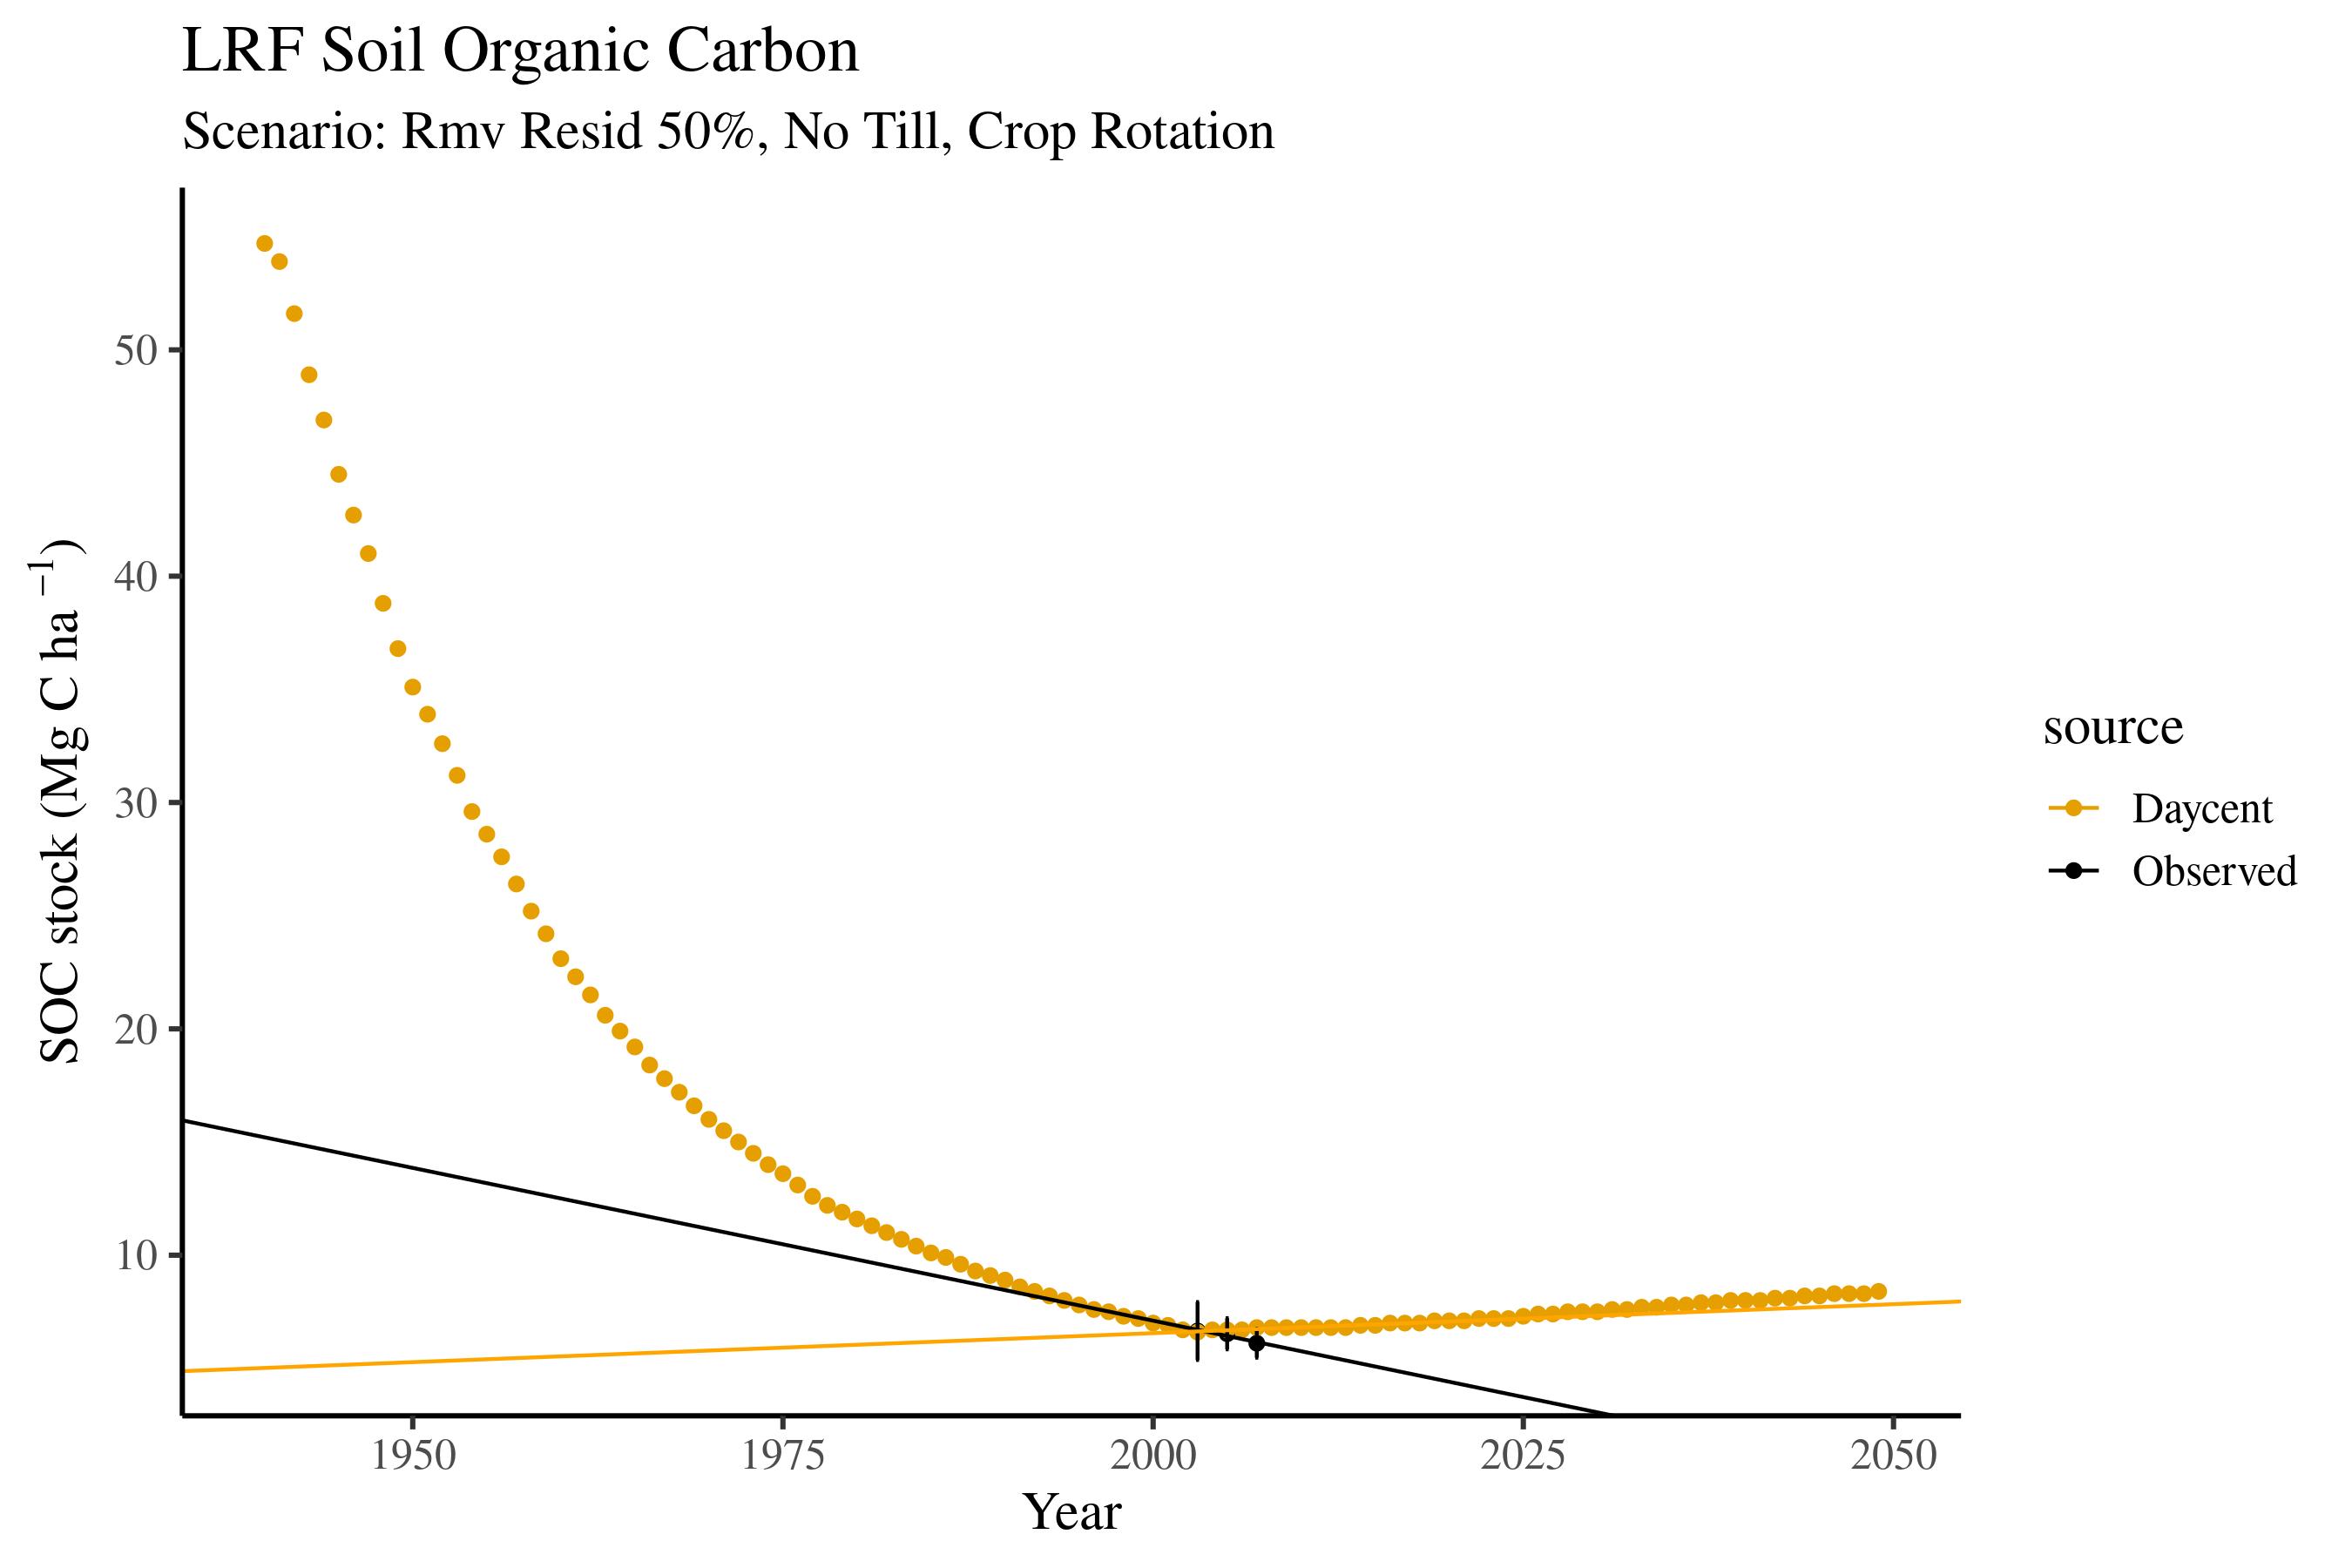 LRF Soil Organic Carbon
Scenario: Rmv Resid 50%, No Till, Crop Rotation
SOC stock (Mg C ha⁻¹)
50
40
30
20
10
1950
1975
2000
2025
2050
Year
source
Daycent
Observed